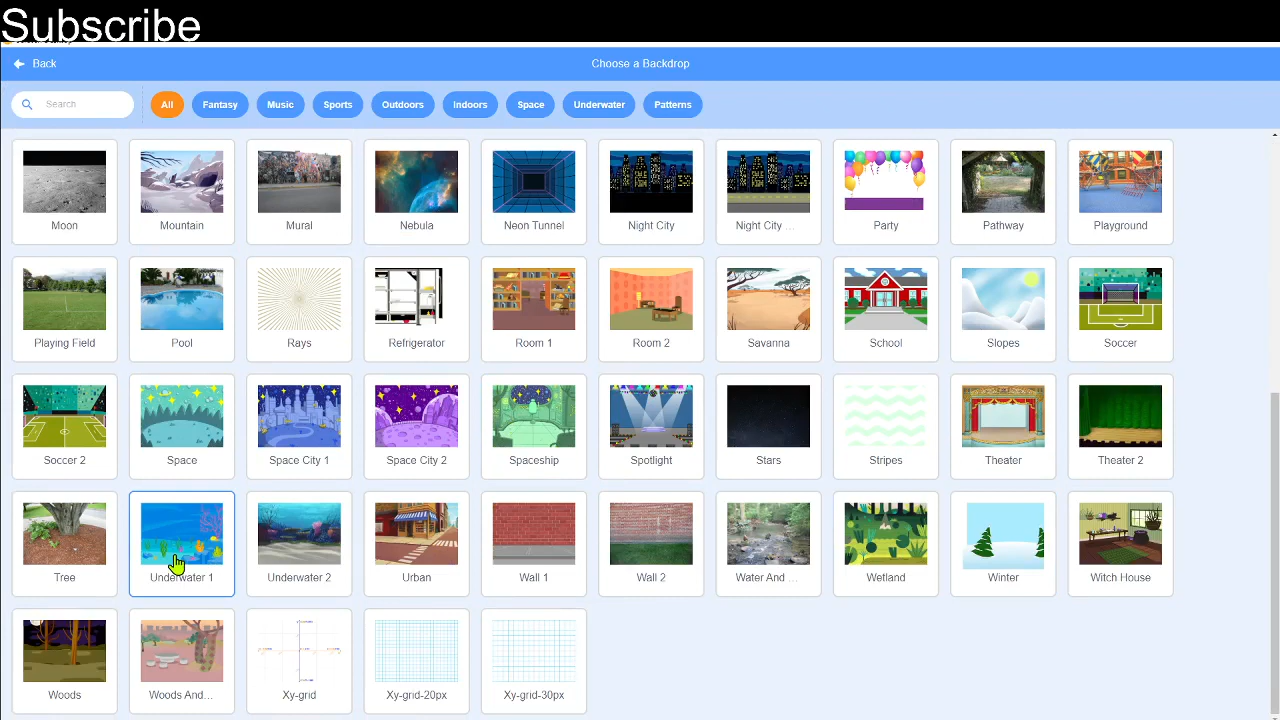 Subscribe
Back
Choose a Backdrop
Search
All
Fantasy
Music
Sports
Outdoors
Indoors
Space
Underwater
Patterns
Moon
Mountain
Mural
Nebula
Neon Tunnel
Night City
Night City ...
Party
Pathway
Playground
Playing Field
Pool
Rays
Refrigerator
Room 1
Room 2
Savanna
School
Slopes
Soccer
Soccer 2
Space
Space City 1
Space City 2
Spaceship
Spotlight
Stars
Stripes
Theater
Theater 2
Tree
Underwater 1
Underwater 2
Urban
Wall 1
Wall 2
Water And ...
Wetland
Winter
Witch House
Woods
Woods And...
Xy-grid
Xy-grid-20px
Xy-grid-30px